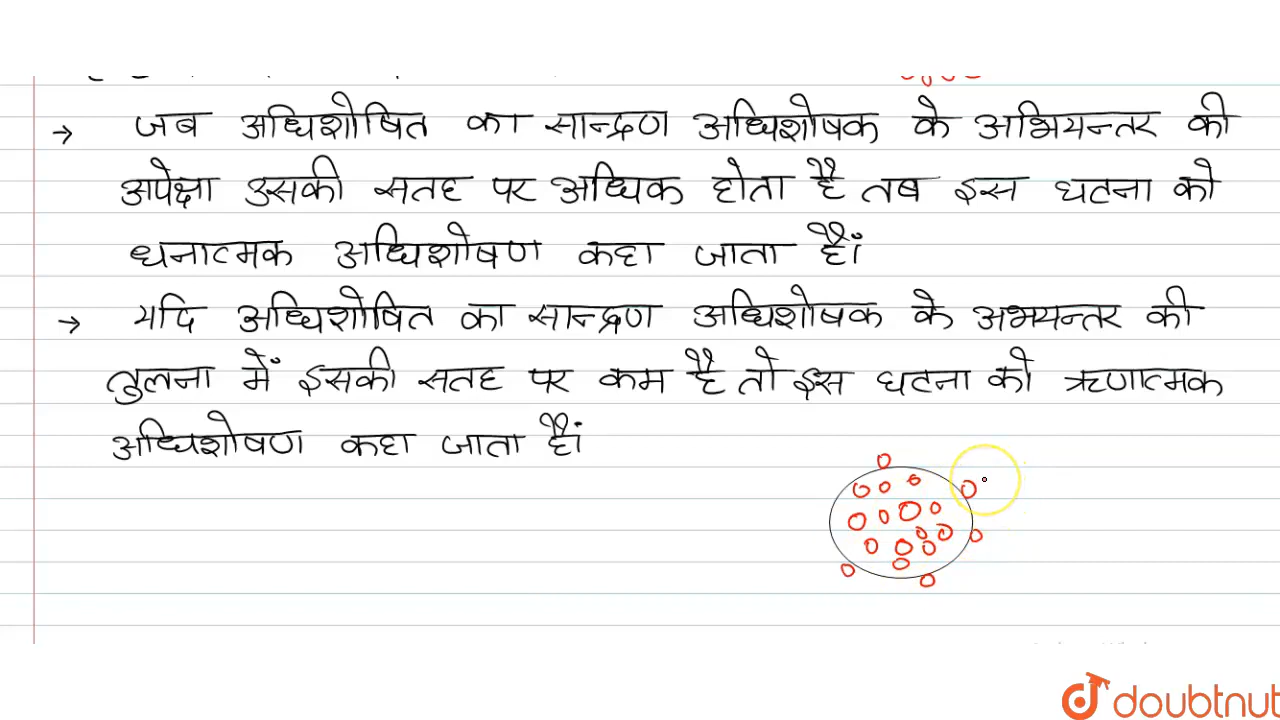 → जब अधिशोषित का सान्द्रण अधिशोषक के अभियन्तर की
अपेक्षा उसकी सतह पर अधिक होता है तब इस घटना को
धनात्मक अधिशोषण कहा जाता हैं।
→ यदि अधिशोषित का सान्द्रण अधिशोषक के अभयन्तर की
तुलना में इसकी सतह पर कम है तो इस घटना को ऋणात्मक
अधिशोषण कहा जाता हैं।
doubtnut